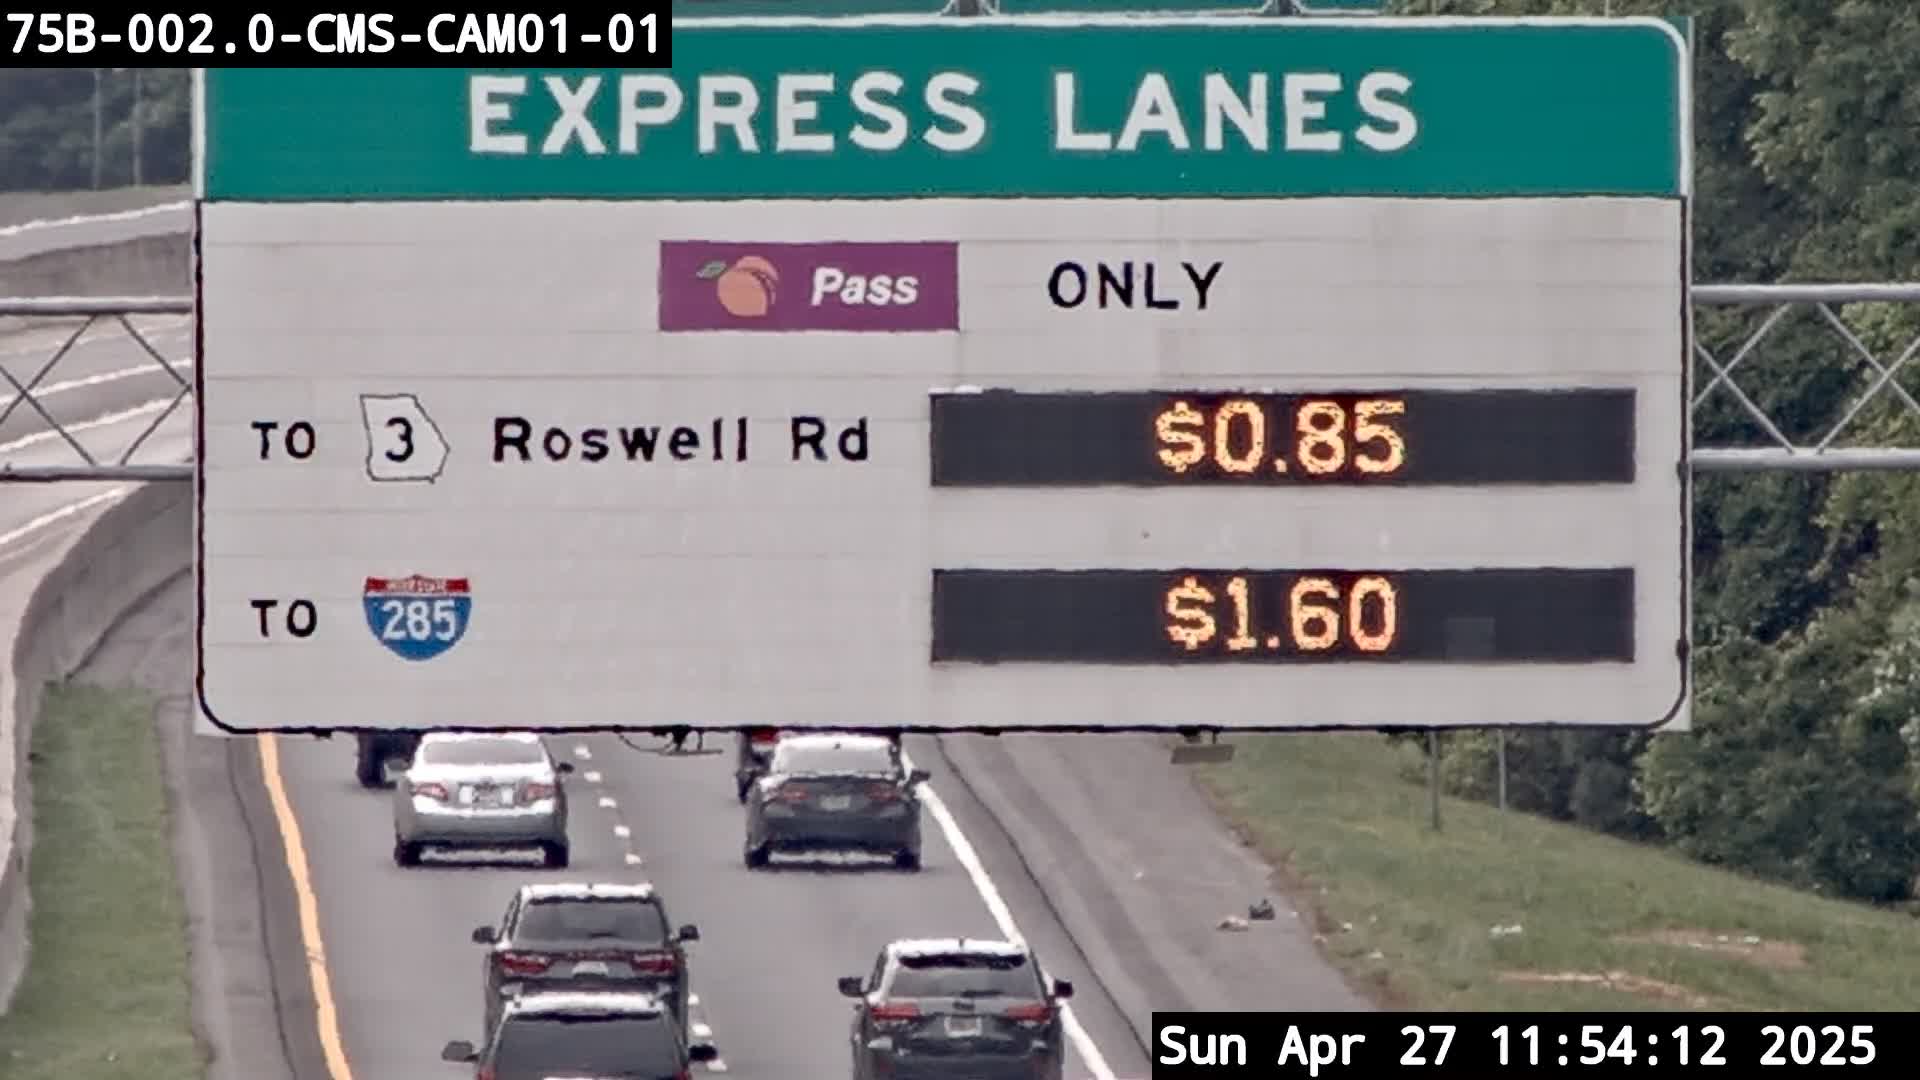 75B-002.0-CMS-CAM01-01
EXPRESS LANES
Pass ONLY
TO 3 Roswell Rd $0.85
INTERSTATE
TO 285 $1.60
Sun Apr 27 11:54:12 2025